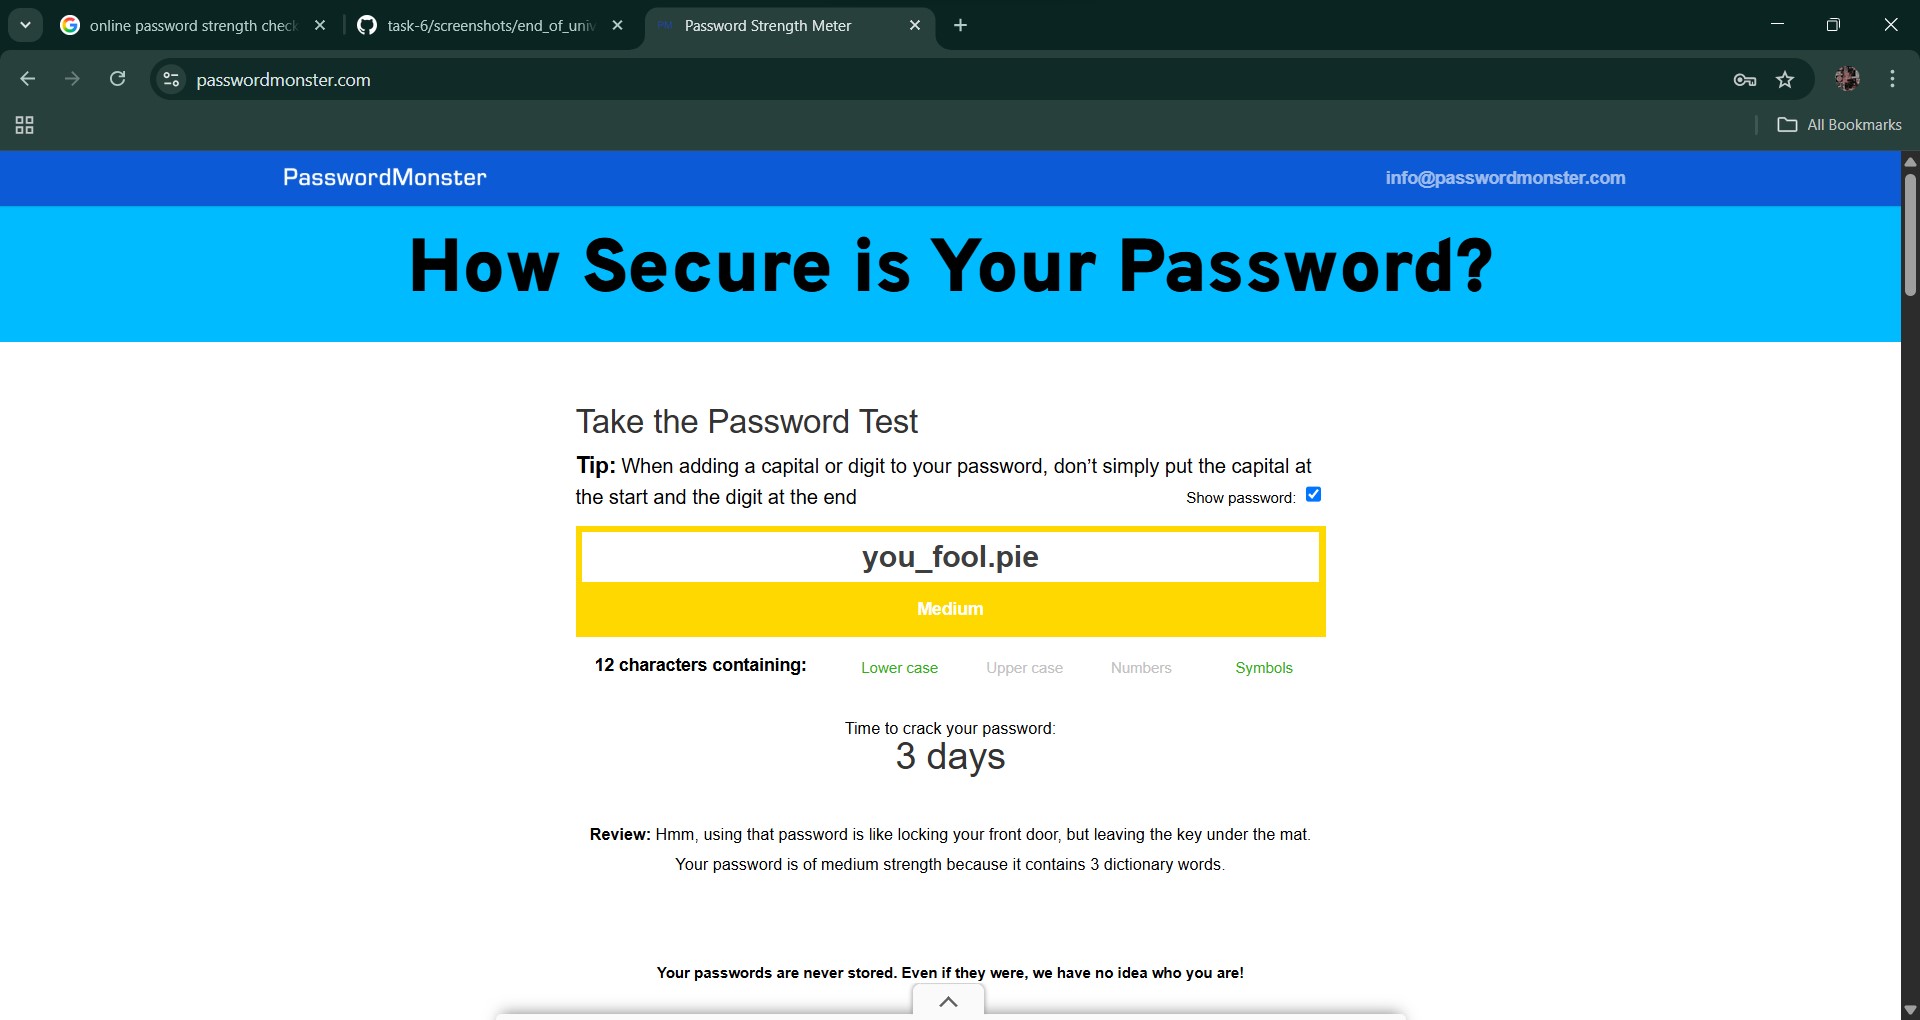 online password strength check
task-6/screenshots/end_of_univ
PM Password Strength Meter
passwordmonster.com
All Bookmarks
PasswordMonster
info@passwordmonster.com
How Secure is Your Password?
Take the Password Test
Tip: When adding a capital or digit to your password, don't simply put the capital at
the start and the digit at the end
Show password:
you_fool.pie
Medium
12 characters containing:
Lower case
Upper case
Numbers
Symbols
Time to crack your password:
3 days
Review: Hmm, using that password is like locking your front door, but leaving the key under the mat.
Your password is of medium strength because it contains 3 dictionary words.
Your passwords are never stored. Even if they were, we have no idea who you are!